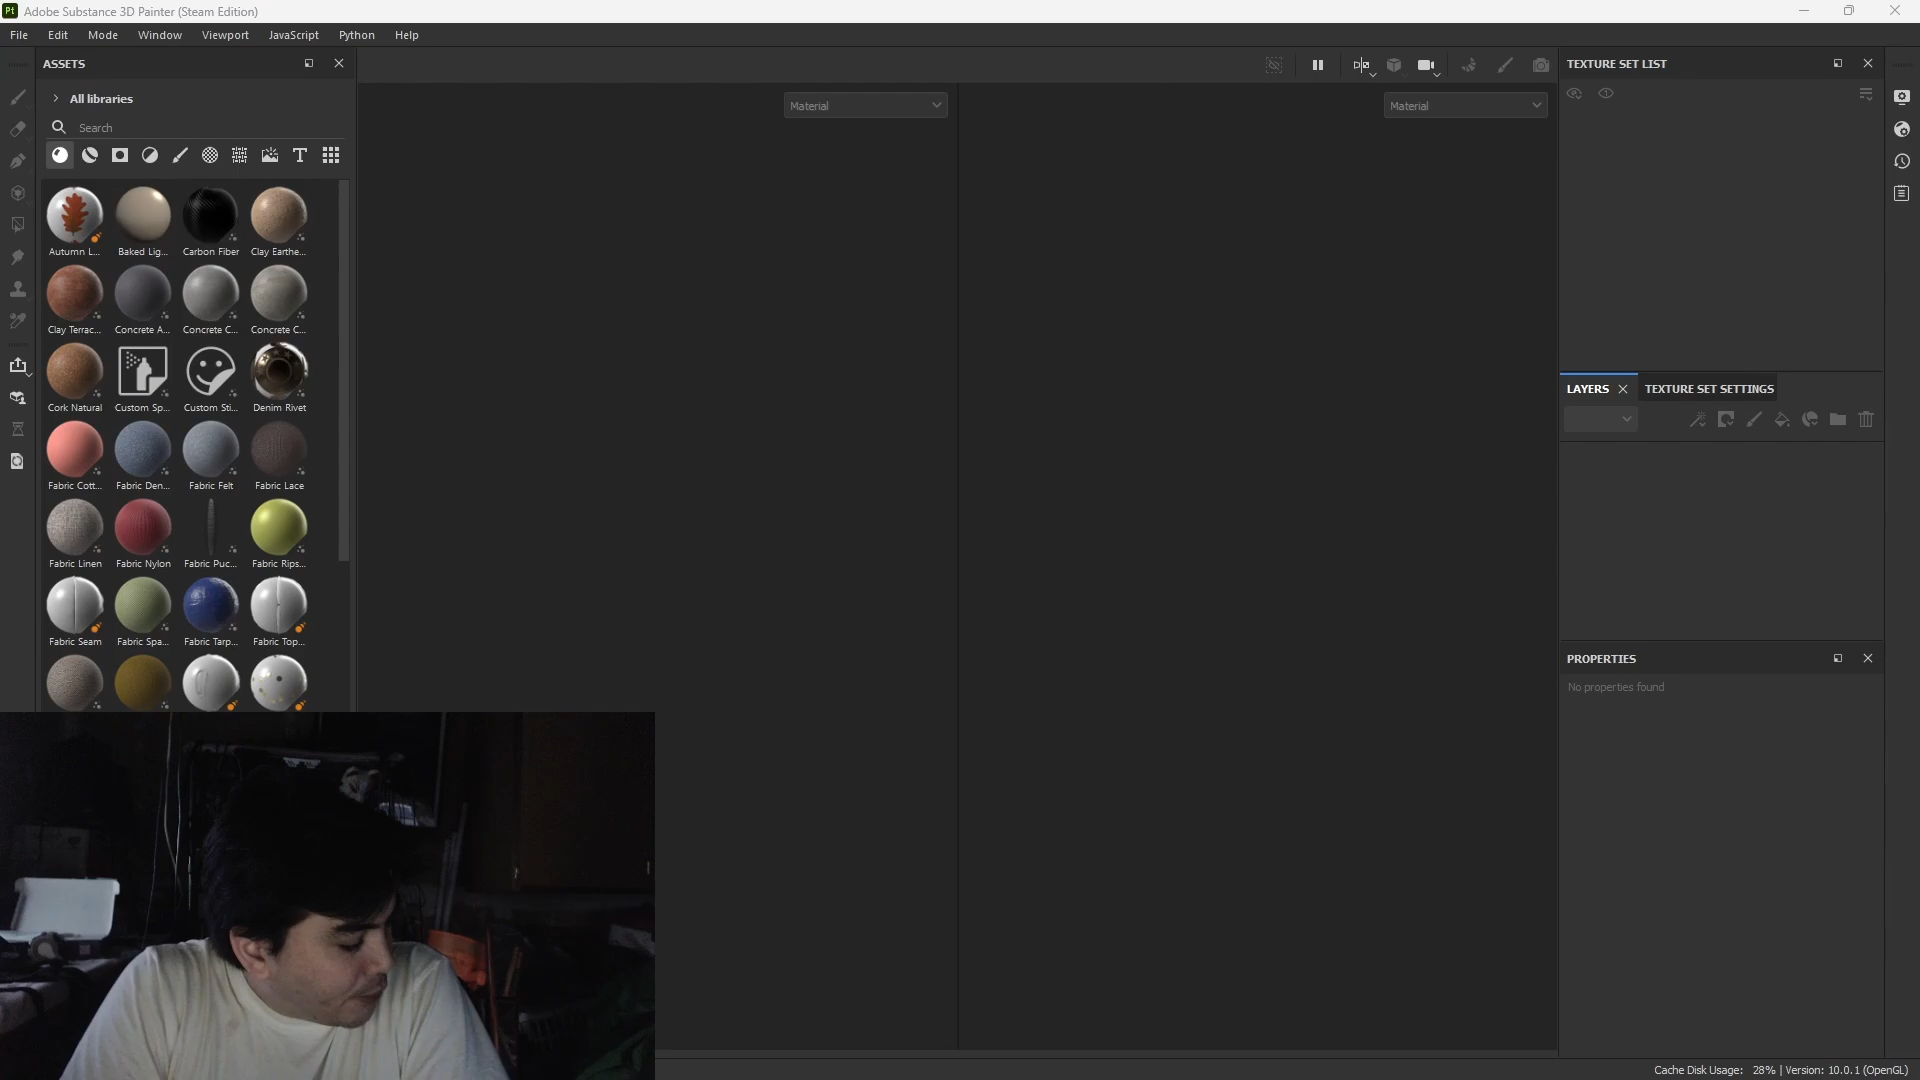 Pt Adobe Substance 3D Painter (Steam Edition)
File Edit Mode Window Viewport JavaScript Python Help
ASSETS
All libraries
Search
T
Autumn L... Baked Lig... Carbon Fiber Clay Earthe...
Clay Terrac... Concrete A... Concrete C... Concrete C...
Cork Natural Custom Sp... Custom Sti... Denim Rivet
Fabric Cott... Fabric Den... Fabric Felt Fabric Lace
Fabric Linen Fabric Nylon Fabric Puc... Fabric Rips...
Fabric Seam Fabric Spa... Fabric Tarp... Fabric Top...
Material
Material
TEXTURE SET LIST
LAYERS TEXTURE SET SETTINGS
PROPERTIES
No properties found
Cache Disk Usage: 28% | Version: 10.0.1 (OpenGL)